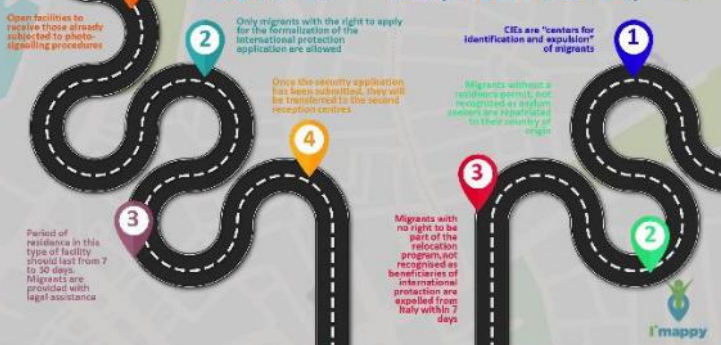 Open facilities to
receive those already
subjected to photo-
signalling procedures
2
Only migrants with the right to apply
for the formalization of the
international protection
application are allowed
Once the security application
has been submitted, they will
be transferred to the second
reception centres
4
3
Period of
residence in this
type of facility
should last from 7
to 30 days.
Migrants are
provided with
legal assistance
CIEs are "centers for
identification and expulsion"
of migrants
1
Migrants without a
residency permit, not
recognised as asylum
seekers are repatriated
to their country of
origin
2
3
Migrants with
no right to be
part of the
relocation
program, not
recognised as
beneficiaries of
international
protection are
expelled from
Italy within 7
days
I'mappy